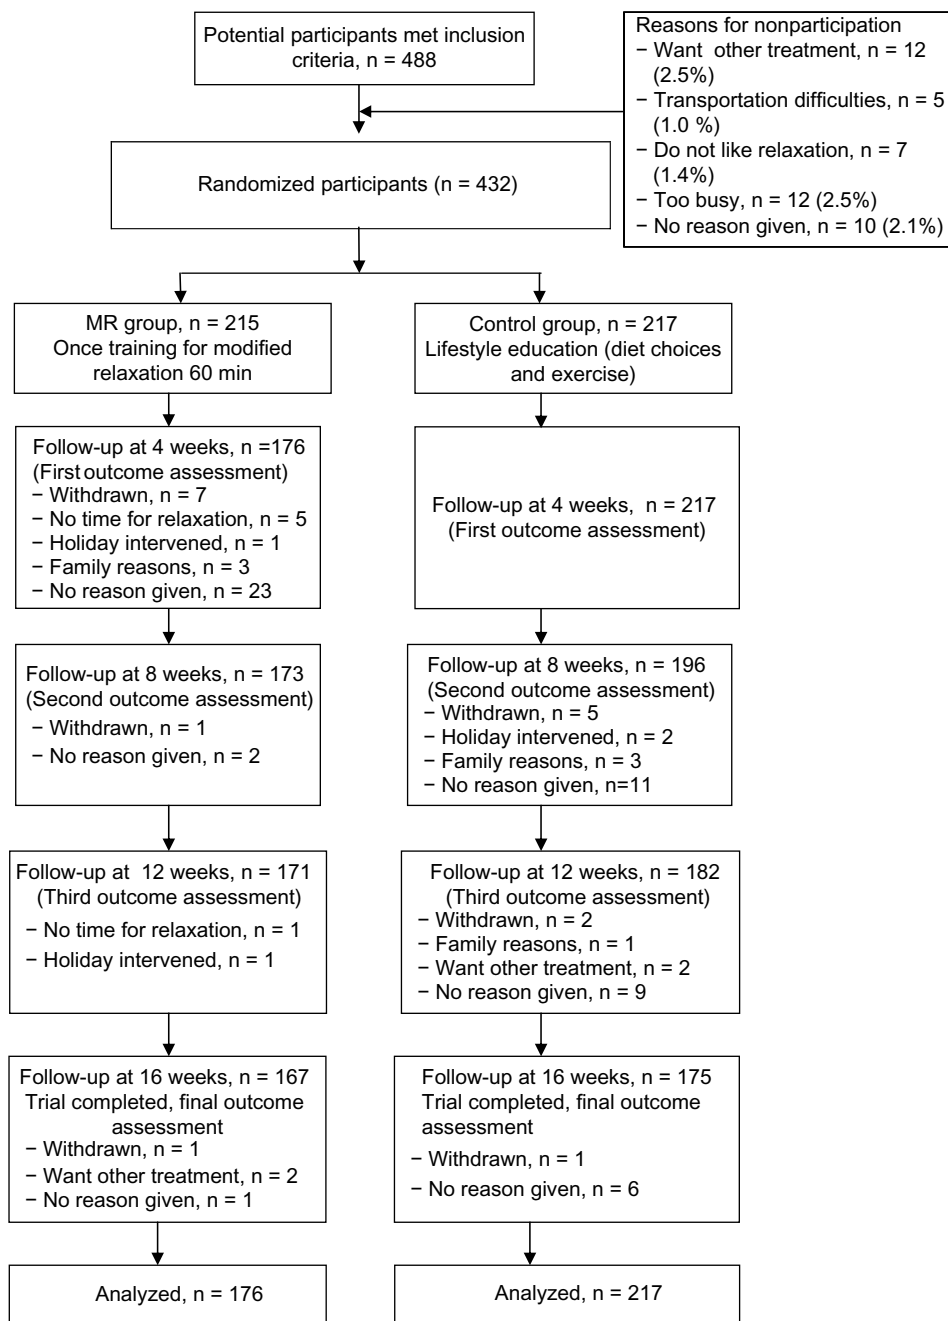 Potential participants met inclusion
criteria, n = 488
Reasons for nonparticipation
− Want other treatment, n = 12
(2.5%)
− Transportation difficulties, n = 5
(1.0 %)
− Do not like relaxation, n = 7
(1.4%)
− Too busy, n = 12 (2.5%)
− No reason given, n = 10 (2.1%)
Randomized participants (n = 432)
MR group, n = 215
Once training for modified
relaxation 60 min
Control group, n = 217
Lifestyle education (diet choices
and exercise)
Follow-up at 4 weeks, n =176
(First outcome assessment)
− Withdrawn, n = 7
− No time for relaxation, n = 5
− Holiday intervened, n = 1
− Family reasons, n = 3
− No reason given, n = 23
Follow-up at 4 weeks, n = 217
(First outcome assessment)
Follow-up at 8 weeks, n = 173
(Second outcome assessment)
− Withdrawn, n = 1
− No reason given, n = 2
Follow-up at 8 weeks, n = 196
(Second outcome assessment)
− Withdrawn, n = 5
− Holiday intervened, n = 2
− Family reasons, n = 3
− No reason given, n=11
Follow-up at 12 weeks, n = 171
(Third outcome assessment)
− No time for relaxation, n = 1
− Holiday intervened, n = 1
Follow-up at 12 weeks, n = 182
(Third outcome assessment)
− Withdrawn, n = 2
− Family reasons, n = 1
− Want other treatment, n = 2
− No reason given, n = 9
Follow-up at 16 weeks, n = 167
Trial completed, final outcome
assessment
− Withdrawn, n = 1
− Want other treatment, n = 2
− No reason given, n = 1
Follow-up at 16 weeks, n = 175
Trial completed, final outcome
assessment
− Withdrawn, n = 1
− No reason given, n = 6
Analyzed, n = 176
Analyzed, n = 217